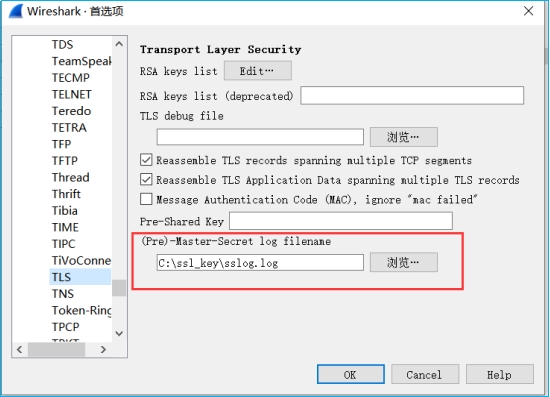 Wireshark · 首选项
TDS
TeamSpeak
TECMP
TELNET
Teredo
TETRA
TFP
TFTP
Thread
Thrift
Tibia
TIME
TIPC
TiVoConne
TLS
TNS
Token-Ring
TPCP
TPKT
Transport Layer Security
RSA keys list Edit…
RSA keys list (deprecated)
TLS debug file
浏览…
Reassemble TLS records spanning multiple TCP segments
Reassemble TLS Application Data spanning multiple TLS records
Message Authentication Code (MAC), ignore "mac failed"
Pre-Shared Key
(Pre)-Master-Secret log filename
C:\ssl_key\sslog.log 浏览…
OK Cancel Help